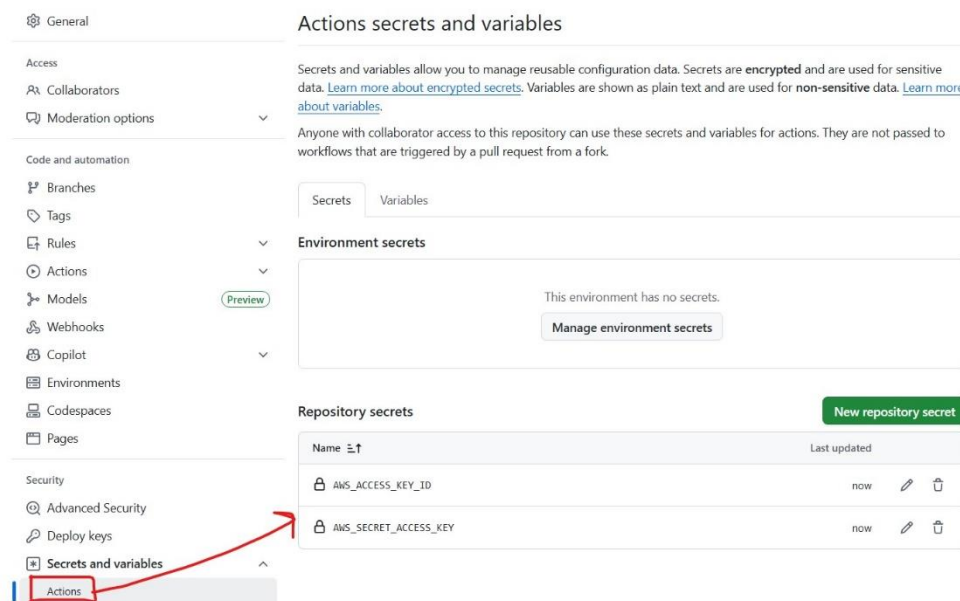 General
Access
Collaborators
Moderation options
Code and automation
Branches
Tags
Rules
Actions
Models
Preview
Webhooks
Copilot
Environments
Codespaces
Pages
Security
Advanced Security
Deploy keys
Secrets and variables
Actions
Actions secrets and variables
Secrets and variables allow you to manage reusable configuration data. Secrets are encrypted and are used for sensitive
data. Learn more about encrypted secrets. Variables are shown as plain text and are used for non-sensitive data. Learn more
about variables.
Anyone with collaborator access to this repository can use these secrets and variables for actions. They are not passed to
workflows that are triggered by a pull request from a fork.
Secrets
Variables
Environment secrets
This environment has no secrets.
Manage environment secrets
Repository secrets
New repository secret
Name
Last updated
AWS_ACCESS_KEY_ID
now
AWS_SECRET_ACCESS_KEY
now